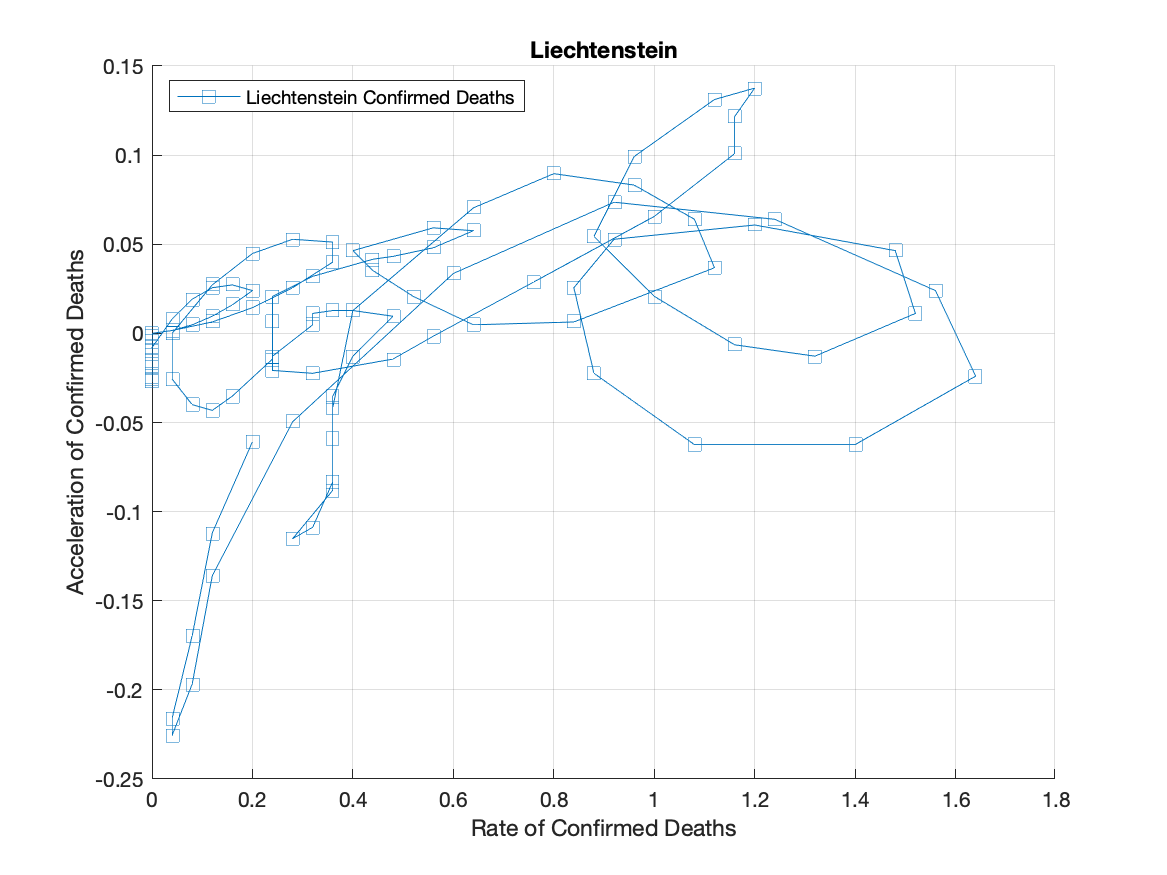 Liechtenstein
Liechtenstein Confirmed Deaths
Acceleration of Confirmed Deaths
0.15
0.1
0.05
0
-0.05
-0.1
-0.15
-0.2
-0.25
0 0.2 0.4 0.6 0.8 1 1.2 1.4 1.6 1.8
Rate of Confirmed Deaths